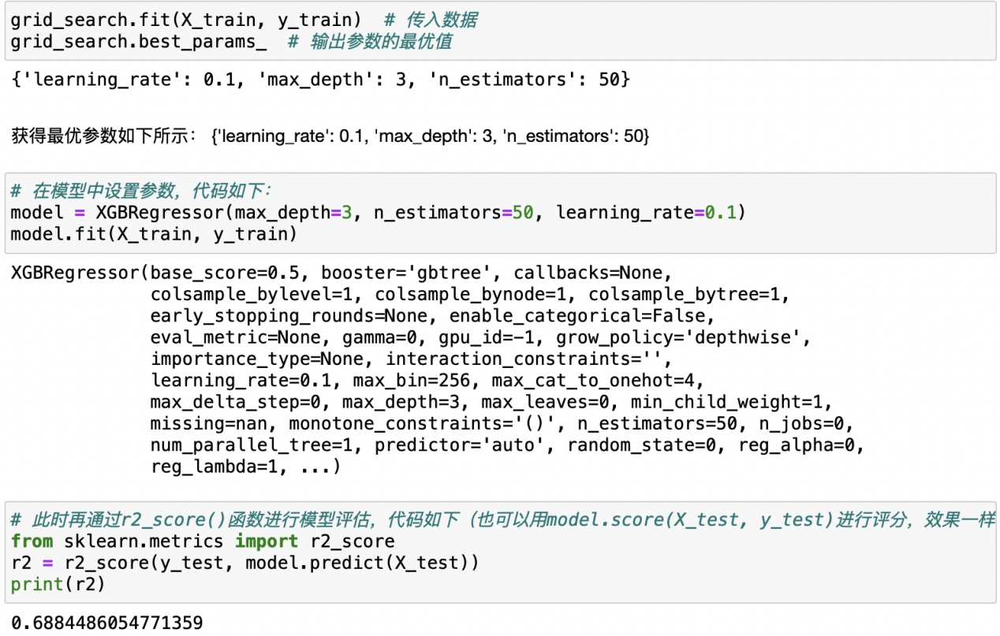 grid_search.fit(X_train, y_train)  # 传入数据
grid_search.best_params_  # 输出参数的最优值
{'learning_rate': 0.1, 'max_depth': 3, 'n_estimators': 50}
获得最优参数如下所示： {'learning_rate': 0.1, 'max_depth': 3, 'n_estimators': 50}
# 在模型中设置参数，代码如下：
model = XGBRegressor(max_depth=3, n_estimators=50, learning_rate=0.1)
model.fit(X_train, y_train)
XGBRegressor(base_score=0.5, booster='gbtree', callbacks=None,
             colsample_bylevel=1, colsample_bynode=1, colsample_bytree=1,
             early_stopping_rounds=None, enable_categorical=False,
             eval_metric=None, gamma=0, gpu_id=-1, grow_policy='depthwise',
             importance_type=None, interaction_constraints='',
             learning_rate=0.1, max_bin=256, max_cat_to_onehot=4,
             max_delta_step=0, max_depth=3, max_leaves=0, min_child_weight=1,
             missing=nan, monotone_constraints='()', n_estimators=50, n_jobs=0,
             num_parallel_tree=1, predictor='auto', random_state=0, reg_alpha=0,
             reg_lambda=1, ...)
# 此时再通过r2_score()函数进行模型评估，代码如下（也可以用model.score(X_test, y_test)进行评分，效果一样
from sklearn.metrics import r2_score
r2 = r2_score(y_test, model.predict(X_test))
print(r2)
0.6884486054771359